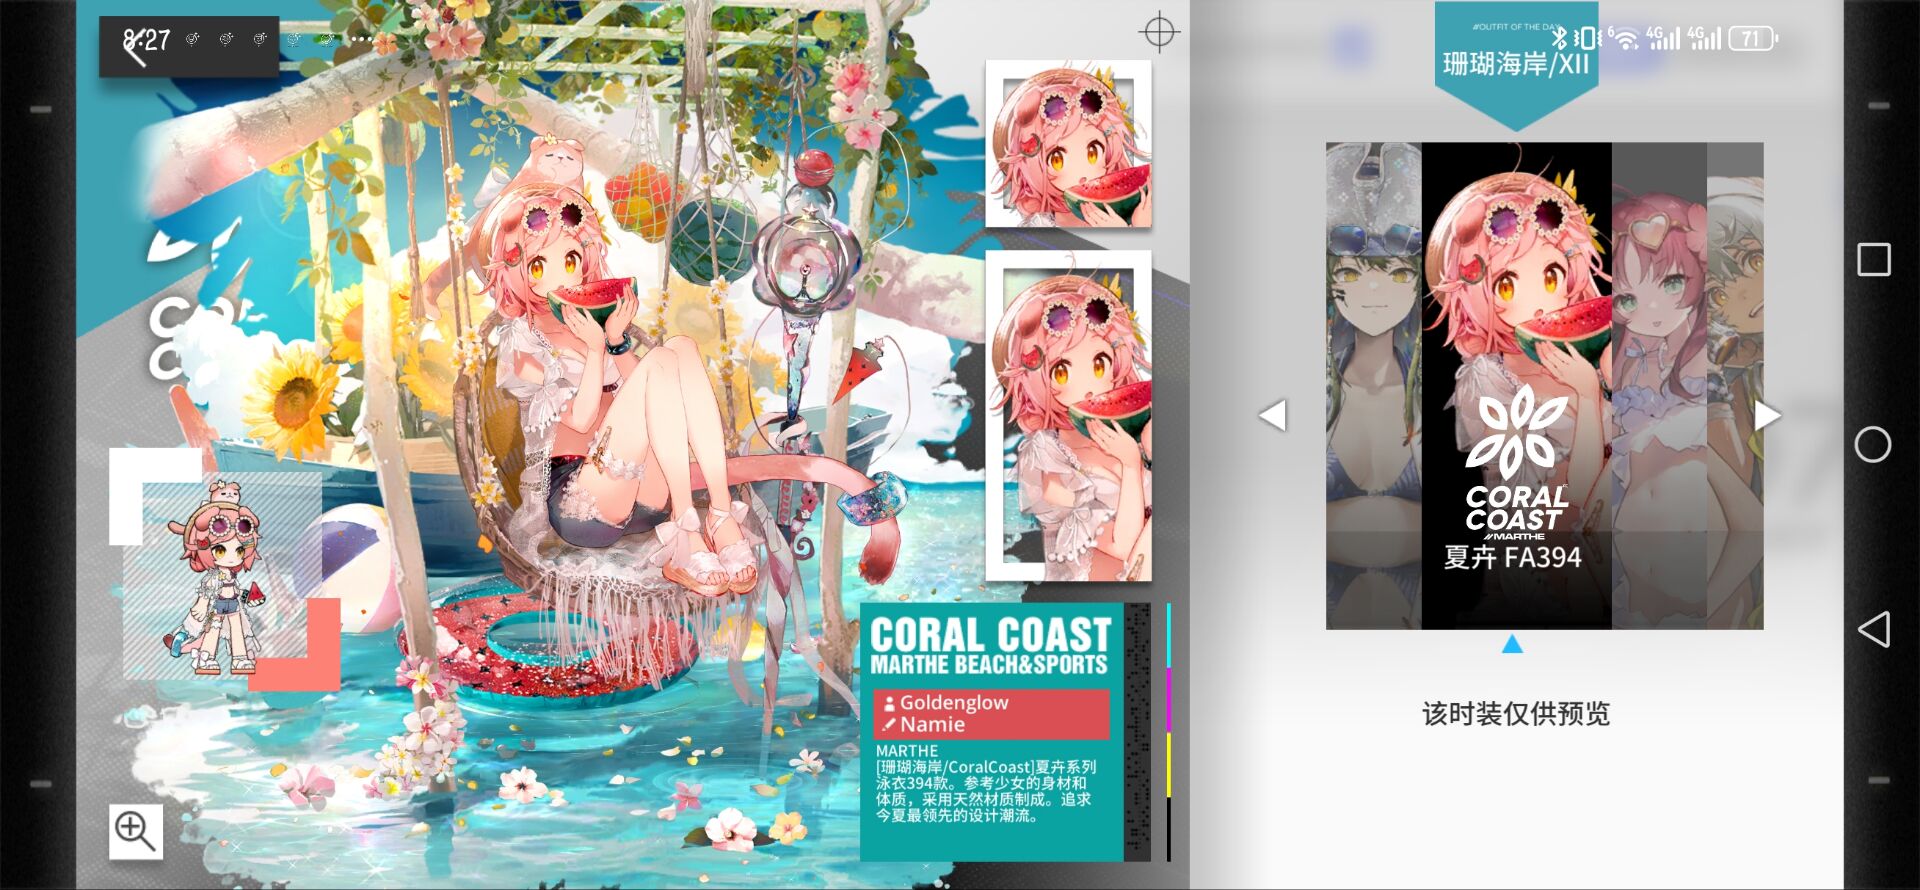 8:27
6
4G
4G
71
#OUTFIT OF THE DAY
珊瑚海岸/XII
CORAL
COAST
//MARTHE
夏卉 FA394
该时装仅供预览
CORAL COAST
MARTHE BEACH&SPORTS
Goldenglow
Namie
MARTHE
[珊瑚海岸/CoralCoast]夏卉系列
泳衣394款。参考少女的身材和
体质，采用天然材质制成。追求
今夏最领先的设计潮流。